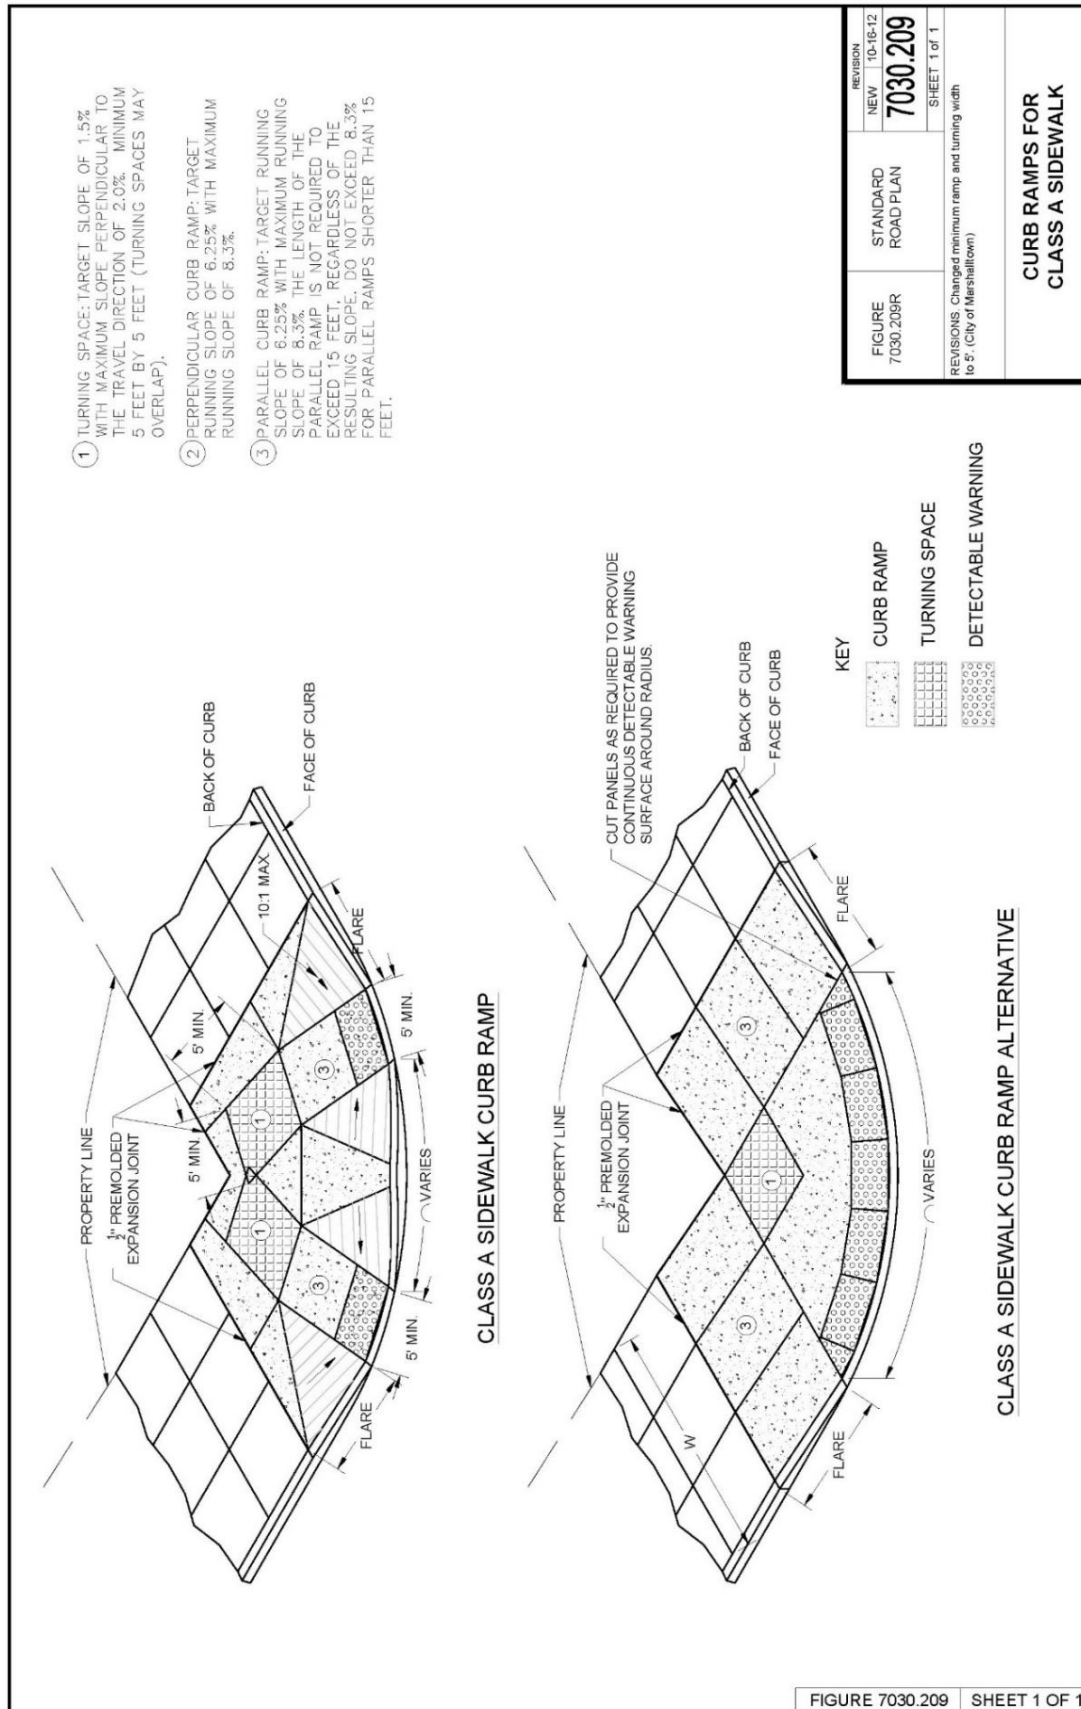 PROPERTY LINE
½" PREMOLDED
EXPANSION JOINT
5' MIN.
5' MIN.
BACK OF CURB
FACE OF CURB
10:1 MAX.
1
1
3
3
FLARE
FLARE
5' MIN.
5' MIN.
VARIES
CLASS A SIDEWALK CURB RAMP
1 TURNING SPACE: TARGET SLOPE OF 1.5%
WITH MAXIMUM SLOPE PERPENDICULAR TO
THE TRAVEL DIRECTION OF 2.0%. MINIMUM
5 FEET BY 5 FEET (TURNING SPACES MAY
OVERLAP).
2 PERPENDICULAR CURB RAMP: TARGET
RUNNING SLOPE OF 6.25% WITH MAXIMUM
RUNNING SLOPE OF 8.3%.
3 PARALLEL CURB RAMP: TARGET RUNNING
SLOPE OF 6.25% WITH MAXIMUM RUNNING
SLOPE OF 8.3%. THE LENGTH OF THE
PARALLEL RAMP IS NOT REQUIRED TO
EXCEED 15 FEET, REGARDLESS OF THE
RESULTING SLOPE. DO NOT EXCEED 8.3%
FOR PARALLEL RAMPS SHORTER THAN 15
FEET.
PROPERTY LINE
½" PREMOLDED
EXPANSION JOINT
CUT PANELS AS REQUIRED TO PROVIDE
CONTINUOUS DETECTABLE WARNING
SURFACE AROUND RADIUS.
BACK OF CURB
FACE OF CURB
W
1
3
3
FLARE
FLARE
VARIES
CLASS A SIDEWALK CURB RAMP ALTERNATIVE
KEY
CURB RAMP
TURNING SPACE
DETECTABLE WARNING
FIGURE
7030.209R
STANDARD
ROAD PLAN
REVISION
NEW 10-16-12
7030.209
SHEET 1 of 1
REVISIONS: Changed minimum ramp and turning width
to 5'. (City of Marshalltown)
CURB RAMPS FOR
CLASS A SIDEWALK
FIGURE 7030.209 SHEET 1 OF 1